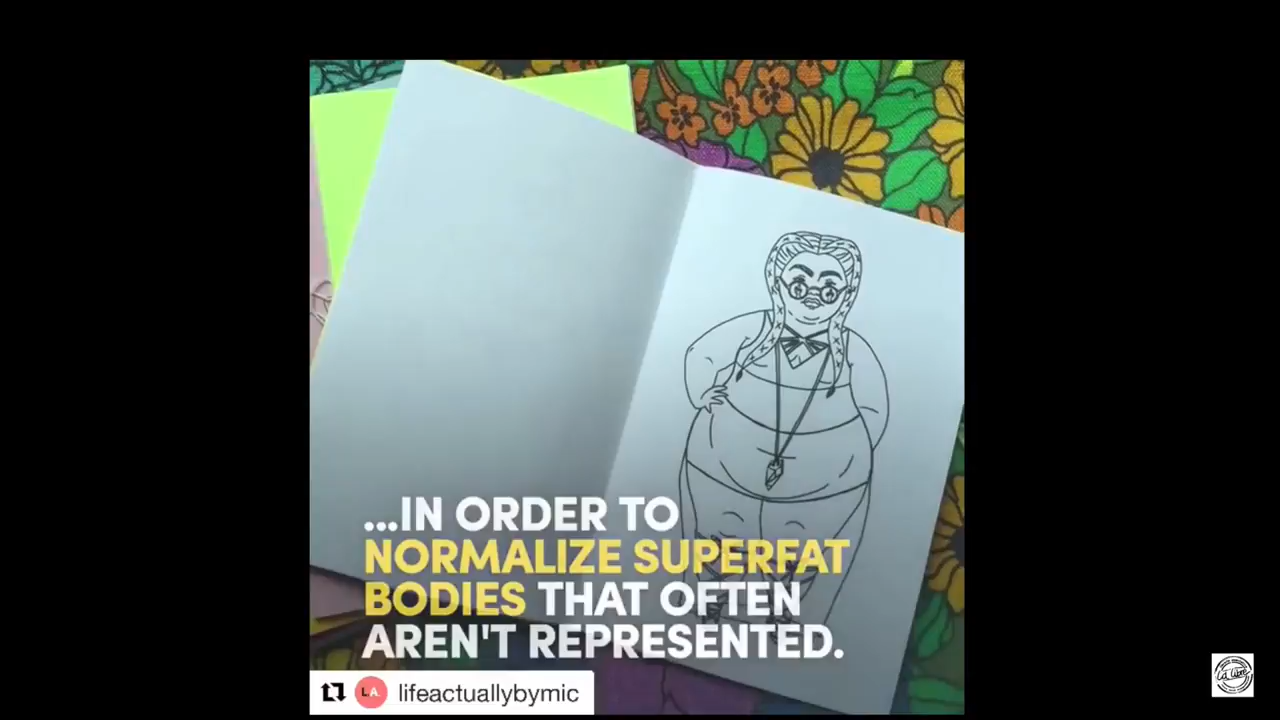 ...IN ORDER TO
NORMALIZE SUPERFAT
BODIES THAT OFTEN
AREN'T REPRESENTED.
L.A.
lifeactuallybymic